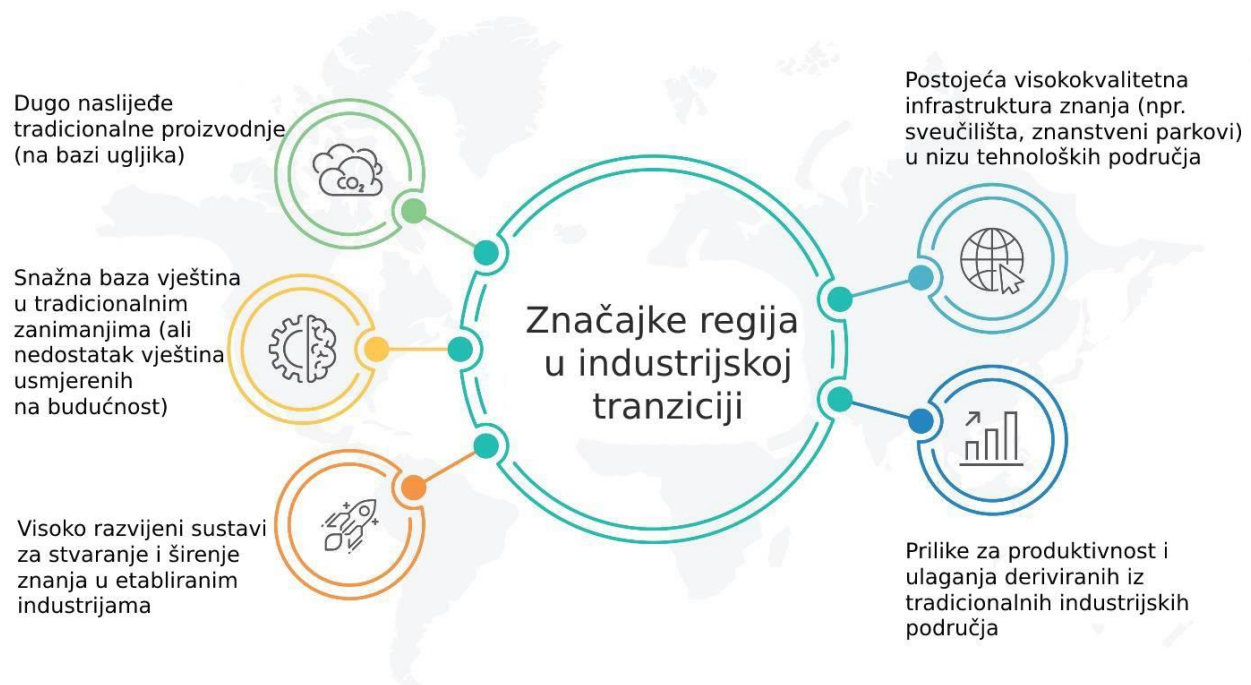 Dugo naslijeđe
tradicionalne proizvodnje
(na bazi ugljika)
CO₂
Snažna baza vještina
u tradicionalnim
zanimanjima (ali
nedostatak vještina
usmjerenih
na budućnost)
Visoko razvijeni sustavi
za stvaranje i širenje
znanja u etabliranim
industrijama
Značajke regija
u industrijskoj
tranziciji
Postojeća visokokvalitetna
infrastruktura znanja (npr.
sveučilišta, znanstveni parkovi)
u nizu tehnoloških područja
Prilike za produktivnost i
ulaganja deriviranih iz
tradicionalnih industrijskih
područja